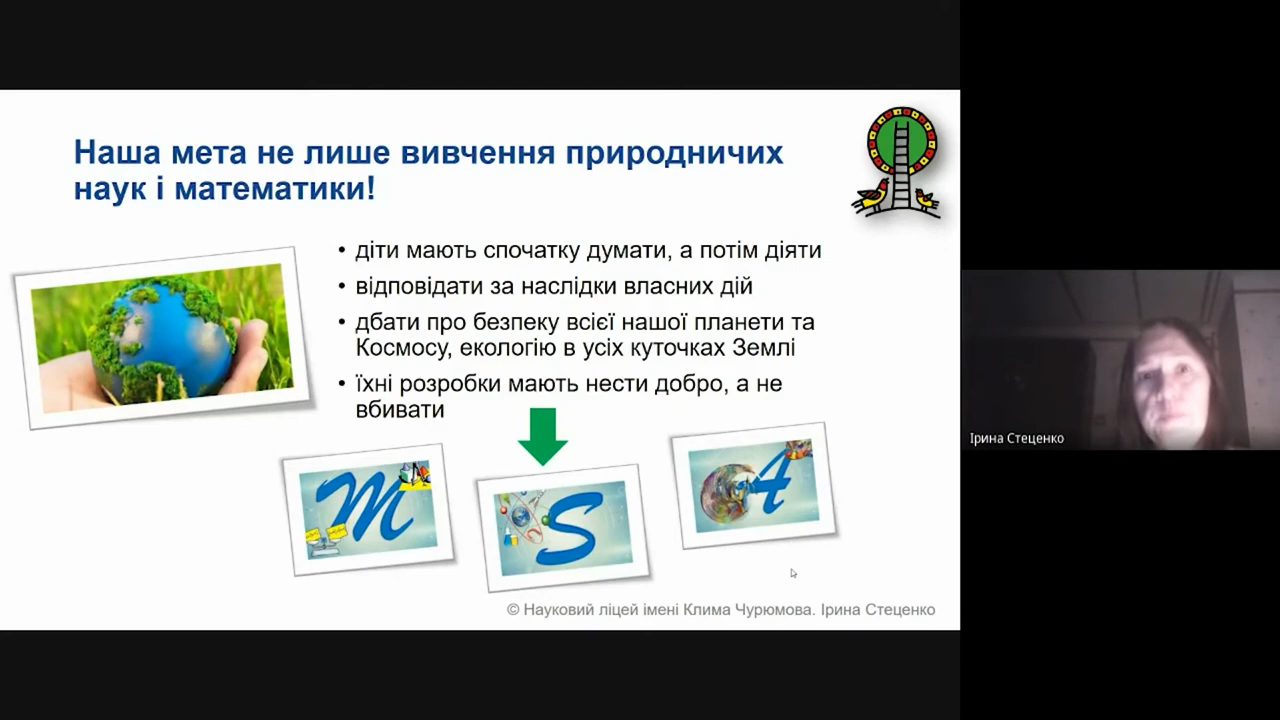 Наша мета не лише вивчення природничих
наук і математики!
• діти мають спочатку думати, а потім діяти
• відповідати за наслідки власних дій
• дбати про безпеку всієї нашої планети та
Космосу, екологію в усіх куточках Землі
• їхні розробки мають нести добро, а не
вбивати
M
S
A
© Науковий ліцей імені Клима Чурюмова. Ірина Стеценко
Ірина Стеценко